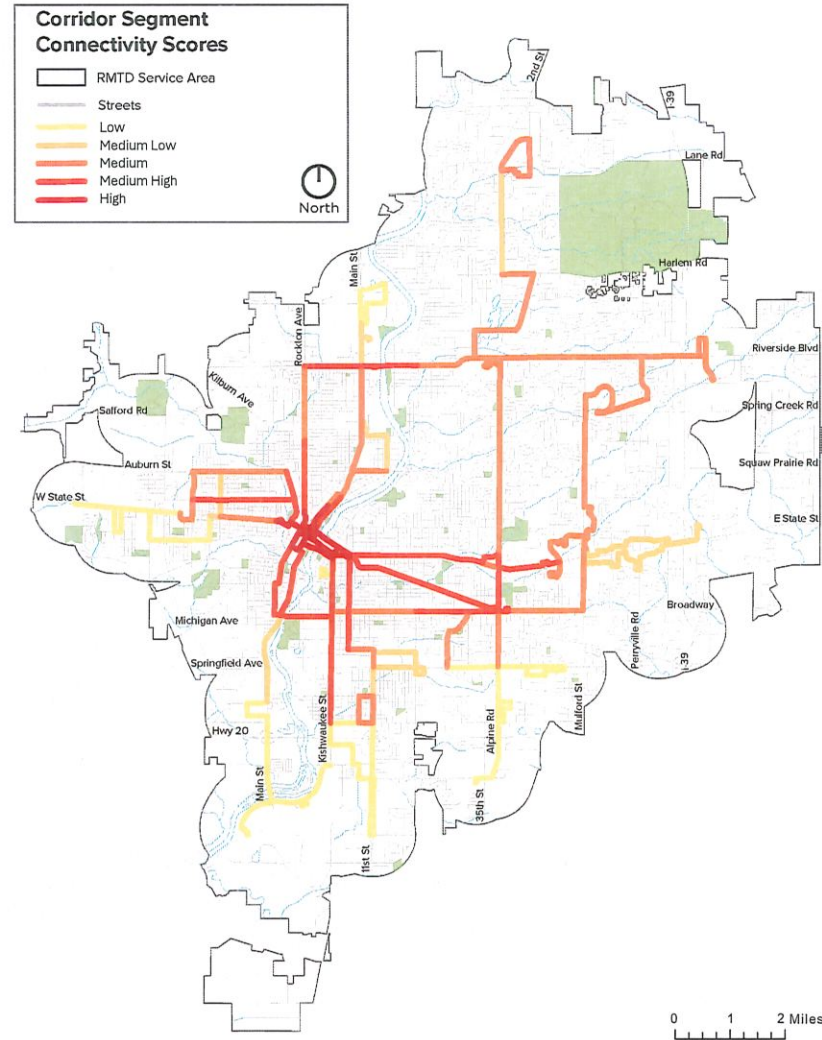 Corridor Segment
Connectivity Scores
RMTD Service Area
Streets
Low
Medium Low
Medium
Medium High
High
North
2nd St
I-39
Lane Rd
Harlem Rd
Main St
Rockton Ave
Riverside Blvd
Kilburn Ave
Safford Rd
Spring Creek Rd
Auburn St
Squaw Prairie Rd
W State St
E State St
Broadway
Michigan Ave
Perryville Rd
I-39
Springfield Ave
Kishwaukee St
Mulford St
Alpine Rd
Hwy 20
Main St
35th St
11st St
0 1 2 Miles